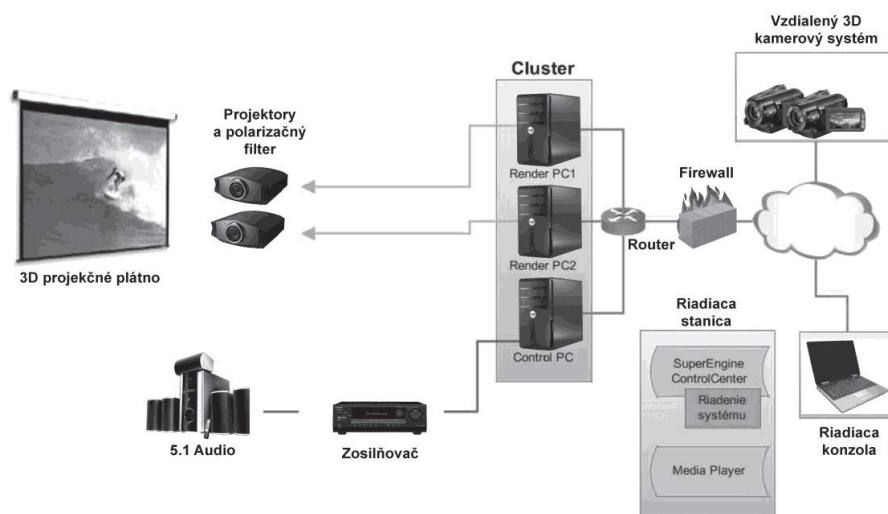 Vzdialený 3D
kamerový systém
Cluster
Projektory
a polarizačný
filter
Render PC1
Firewall
Render PC2
Router
3D projekčné plátno
Control PC
Riadiaca
stanica
SuperEngine
ControlCenter
Riadenie
systému
Media Player
5.1 Audio
Zosilňovač
Riadiaca
konzola